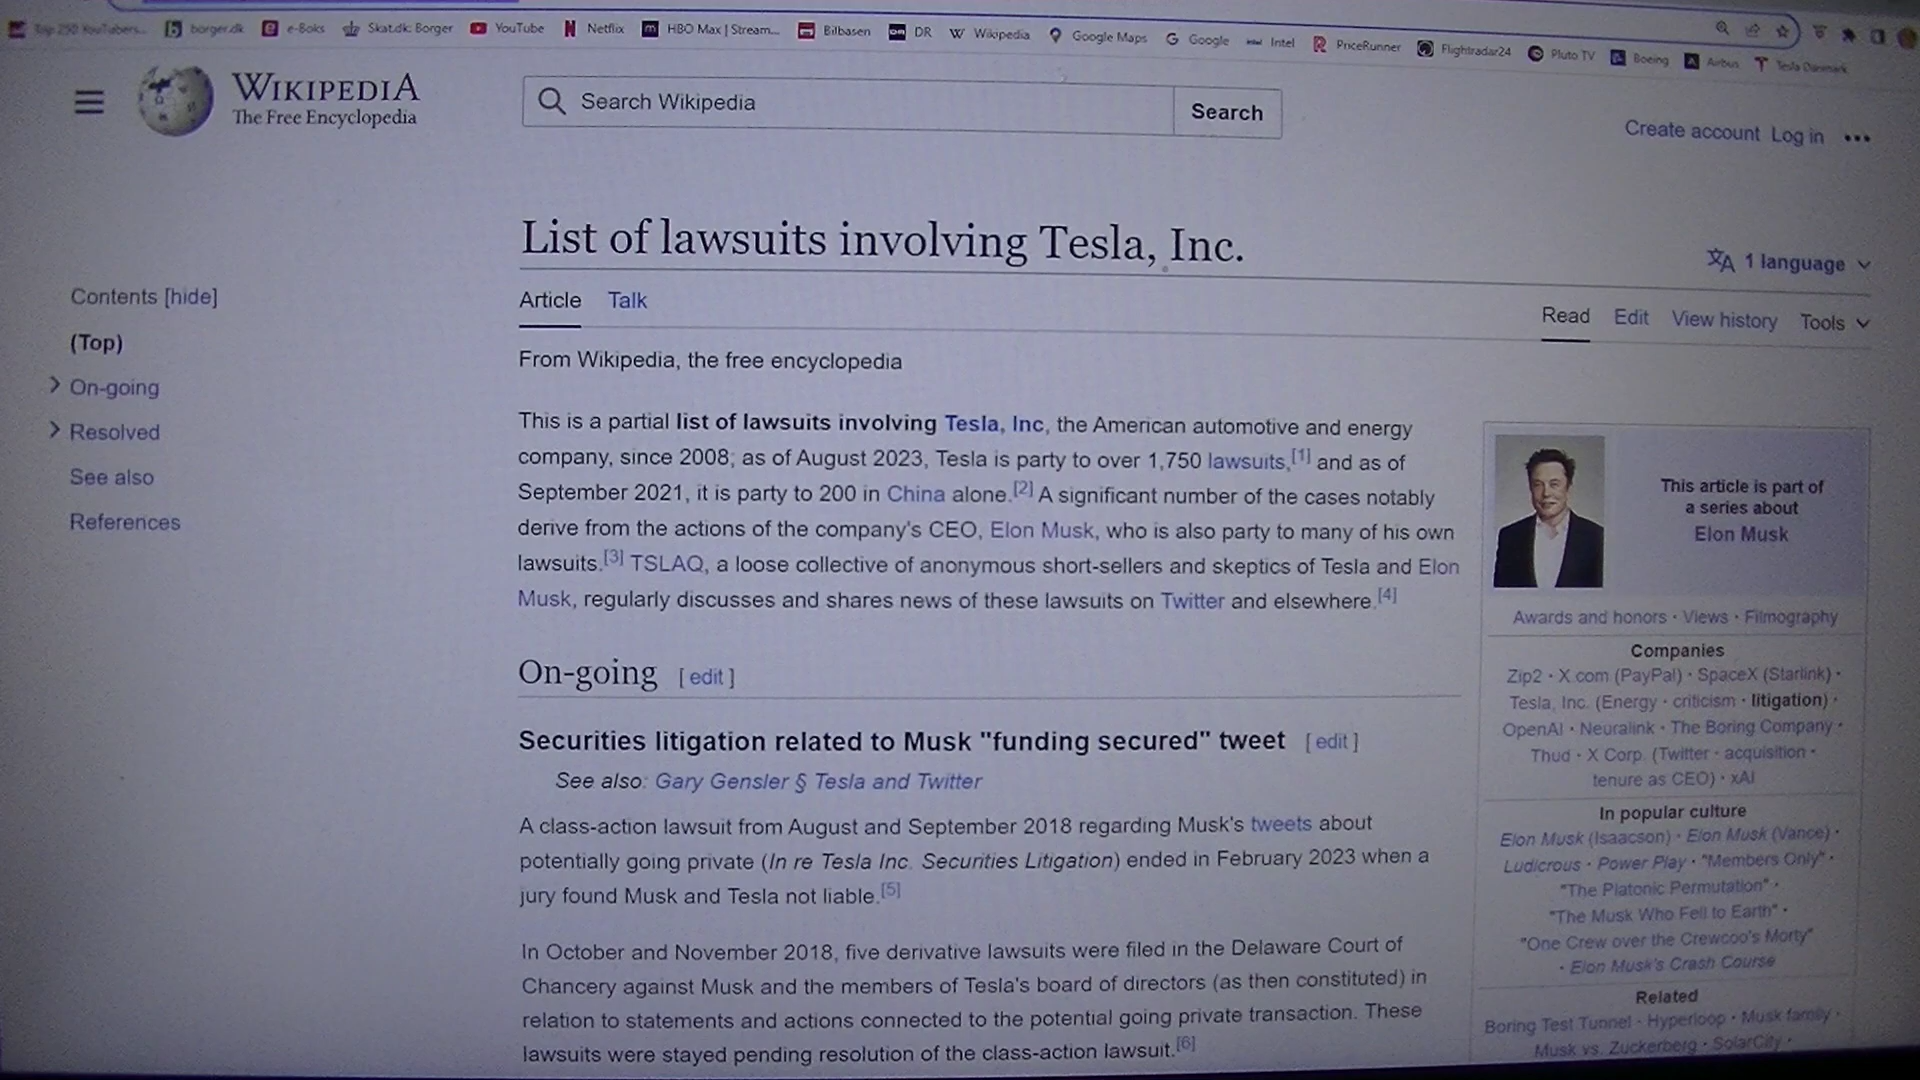 Top 250 YouTubers... borger.dk e-Boks Skat.dk: Borger YouTube Netflix HBO Max | Stream... Bilbasen DR Wikipedia Google Maps Google Intel PriceRunner Flightradar24 Pluto TV Boeing Airbus Tesla Danmark
WIKIPEDIA
The Free Encyclopedia
Search Wikipedia
Search
Create account Log in •••
List of lawsuits involving Tesla, Inc.
1 language
Contents [hide]
(Top)
On-going
Resolved
See also
References
Article Talk
Read Edit View history Tools
From Wikipedia, the free encyclopedia
This is a partial list of lawsuits involving Tesla, Inc, the American automotive and energy
company, since 2008; as of August 2023, Tesla is party to over 1,750 lawsuits,[1] and as of
September 2021, it is party to 200 in China alone.[2] A significant number of the cases notably
derive from the actions of the company's CEO, Elon Musk, who is also party to many of his own
lawsuits.[3] TSLAQ, a loose collective of anonymous short-sellers and skeptics of Tesla and Elon
Musk, regularly discusses and shares news of these lawsuits on Twitter and elsewhere.[4]
On-going [ edit ]
Securities litigation related to Musk "funding secured" tweet [ edit ]
See also: Gary Gensler § Tesla and Twitter
A class-action lawsuit from August and September 2018 regarding Musk's tweets about
potentially going private (In re Tesla Inc. Securities Litigation) ended in February 2023 when a
jury found Musk and Tesla not liable.[5]
In October and November 2018, five derivative lawsuits were filed in the Delaware Court of
Chancery against Musk and the members of Tesla's board of directors (as then constituted) in
relation to statements and actions connected to the potential going private transaction. These
lawsuits were stayed pending resolution of the class-action lawsuit.[6]
This article is part of
a series about
Elon Musk
Awards and honors · Views · Filmography
Companies
Zip2 · X.com (PayPal) · SpaceX (Starlink) ·
Tesla, Inc. (Energy · criticism · litigation) ·
OpenAI · Neuralink · The Boring Company ·
Thud · X Corp. (Twitter · acquisition ·
tenure as CEO) · xAI
In popular culture
Elon Musk (Isaacson) · Elon Musk (Vance) ·
Ludicrous · Power Play · "Members Only" ·
"The Platonic Permutation" ·
"The Musk Who Fell to Earth" ·
"One Crew over the Crewcoo's Morty"
· Elon Musk's Crash Course
Related
Boring Test Tunnel · Hyperloop · Musk family ·
Musk vs. Zuckerberg · SolarCity ·